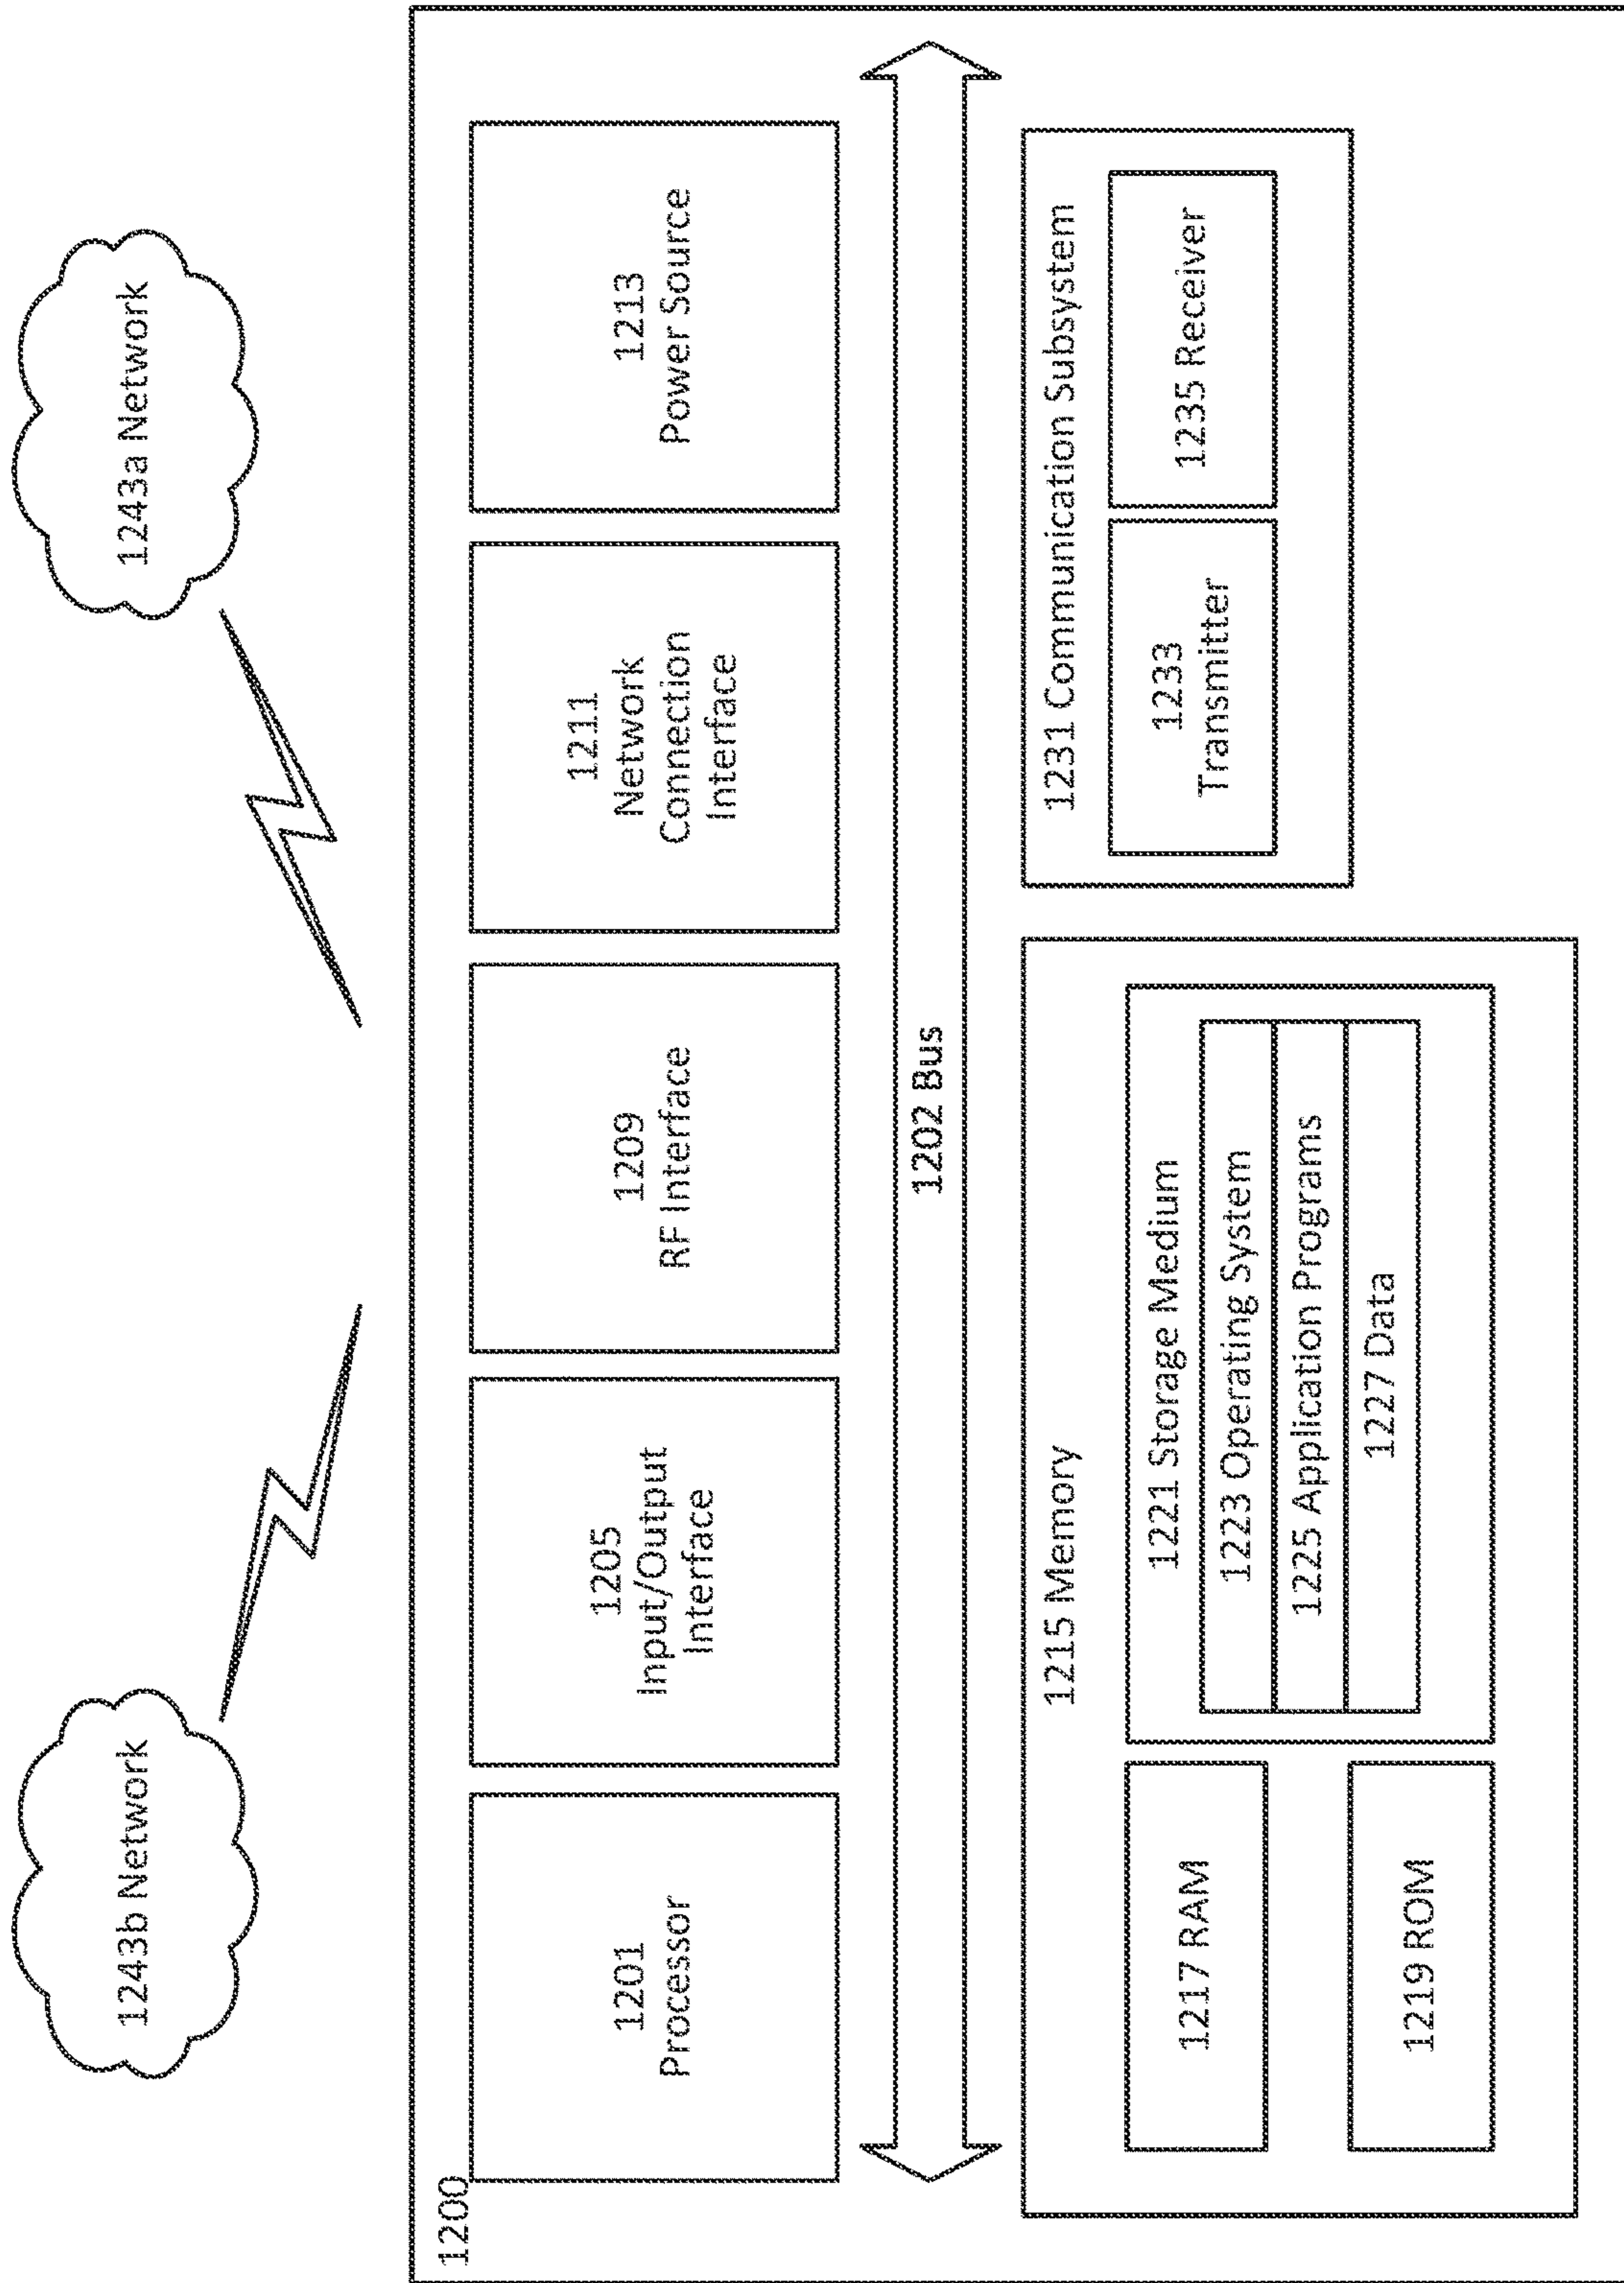 1243b Network
1243a Network
1200
1201
Processor
1205
Input/Output
Interface
1209
RF Interface
1211
Network
Connection
Interface
1213
Power Source
1202 Bus
1215 Memory
1217 RAM
1219 ROM
1221 Storage Medium
1223 Operating System
1225 Application Programs
1227 Data
1231 Communication Subsystem
1233
Transmitter
1235 Receiver